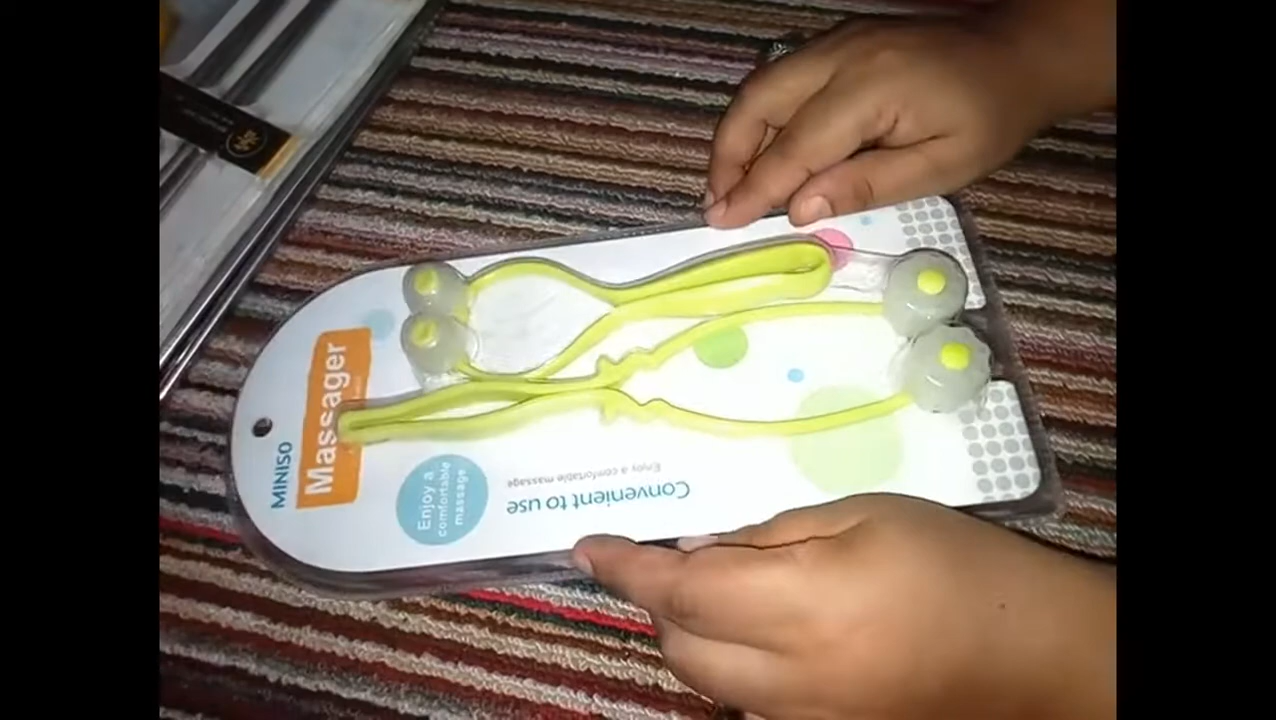 MINISO
Massager
Enjoy a
comfortable
massage
Convenient to use
Enjoy a comfortable massage